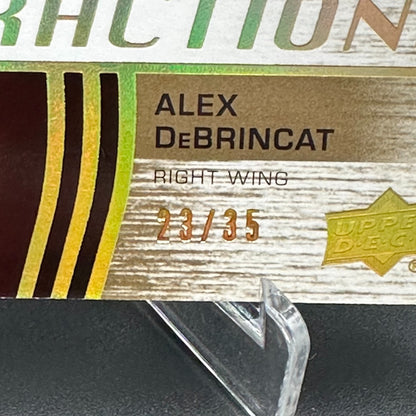 RACTION
ALEX
DeBRINCAT
RIGHT WING
23/35
UPPER
DECK